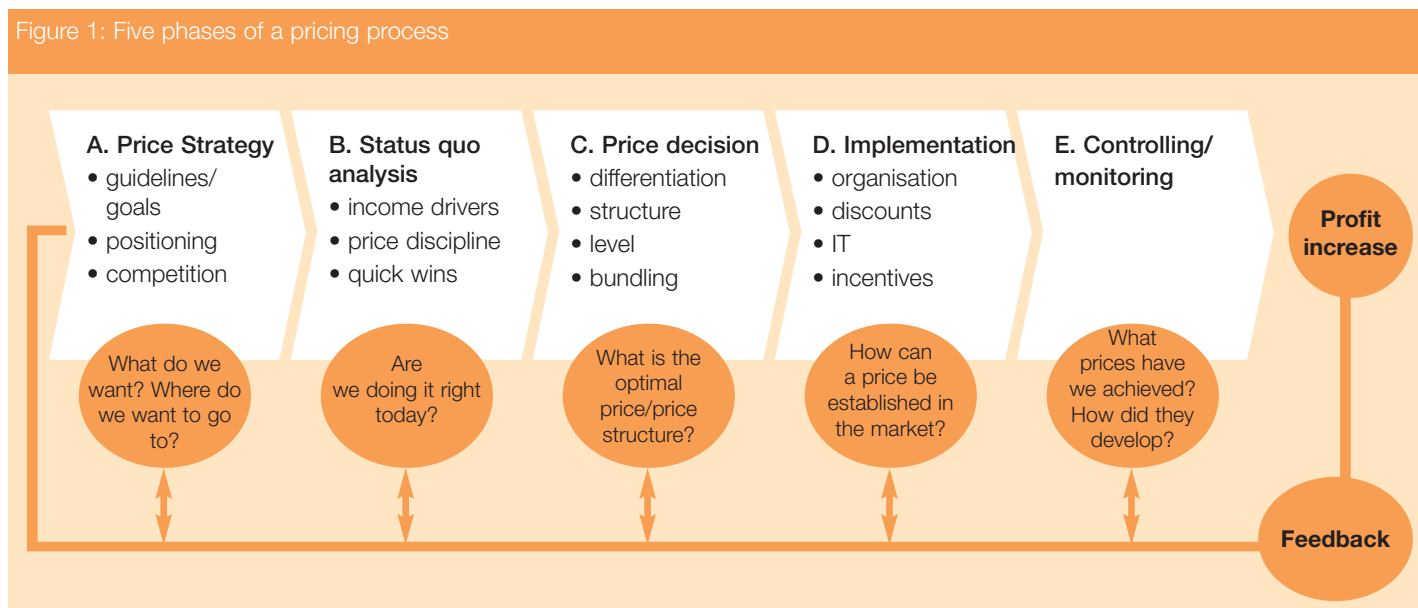 Figure 1: Five phases of a pricing process
A. Price Strategy
• guidelines/
goals
• positioning
• competition
B. Status quo
analysis
• income drivers
• price discipline
• quick wins
C. Price decision
• differentiation
• structure
• level
• bundling
D. Implementation
• organisation
• discounts
• IT
• incentives
E. Controlling/
monitoring
Profit
increase
What do we
want? Where do
we want to go
to?
Are
we doing it right
today?
What is the
optimal
price/price
structure?
How can
a price be
established in
the market?
What
prices have
we achieved?
How did they
develop?
Feedback